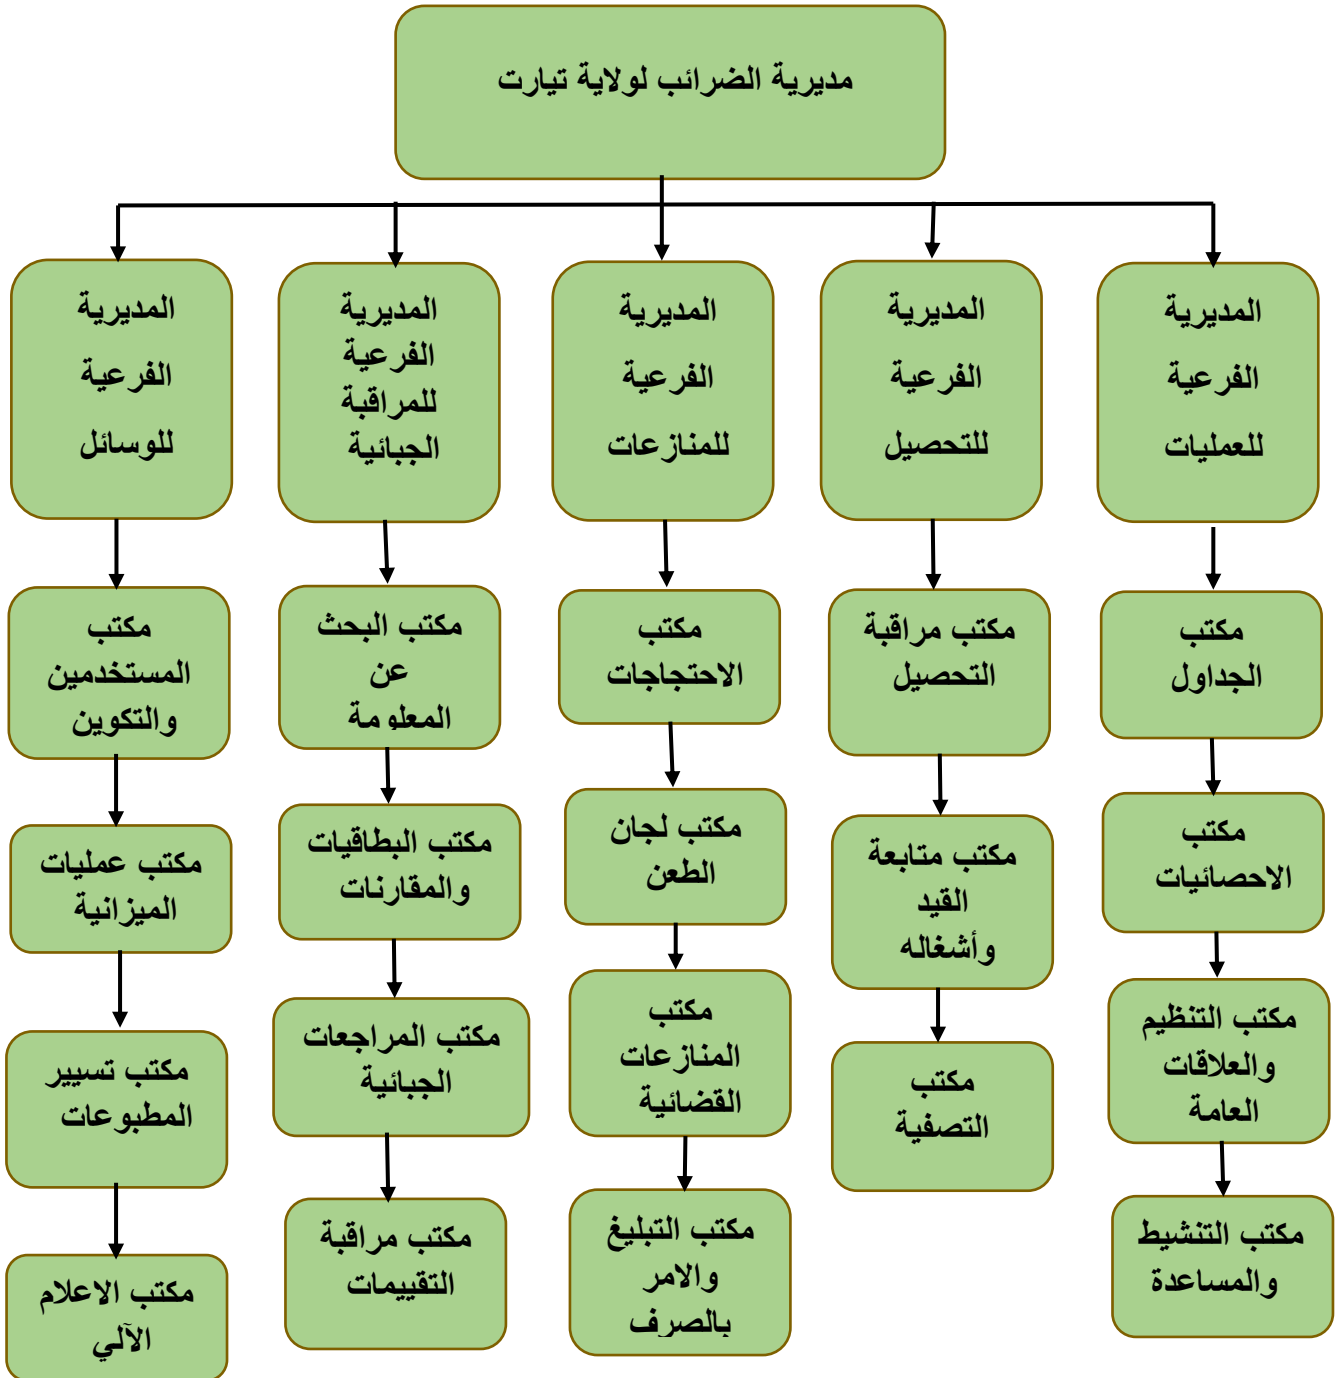 مديرية الضرائب لولاية تيارت
المديرية
الفرعية
للعمليات
المديرية
الفرعية
للتحصيل
المديرية
الفرعية
للمنازعات
المديرية
الفرعية
للمراقبة
الجبائية
المديرية
الفرعية
للوسائل
مكتب
الجداول
مكتب مراقبة
التحصيل
مكتب
الاحتجاجات
مكتب البحث
عن
المعلومة
مكتب
المستخدمين
والتكوين
مكتب
الاحصائيات
مكتب متابعة
القيد
وأشغاله
مكتب لجان
الطعن
مكتب البطاقيات
والمقارنات
مكتب عمليات
الميزانية
مكتب التنظيم
والعلاقات
العامة
مكتب
التصفية
مكتب
المنازعات
القضائية
مكتب المراجعات
الجبائية
مكتب تسيير
المطبوعات
مكتب التنشيط
والمساعدة
مكتب التبليغ
والامر
بالصرف
مكتب مراقبة
التقييمات
مكتب الاعلام
الآلي